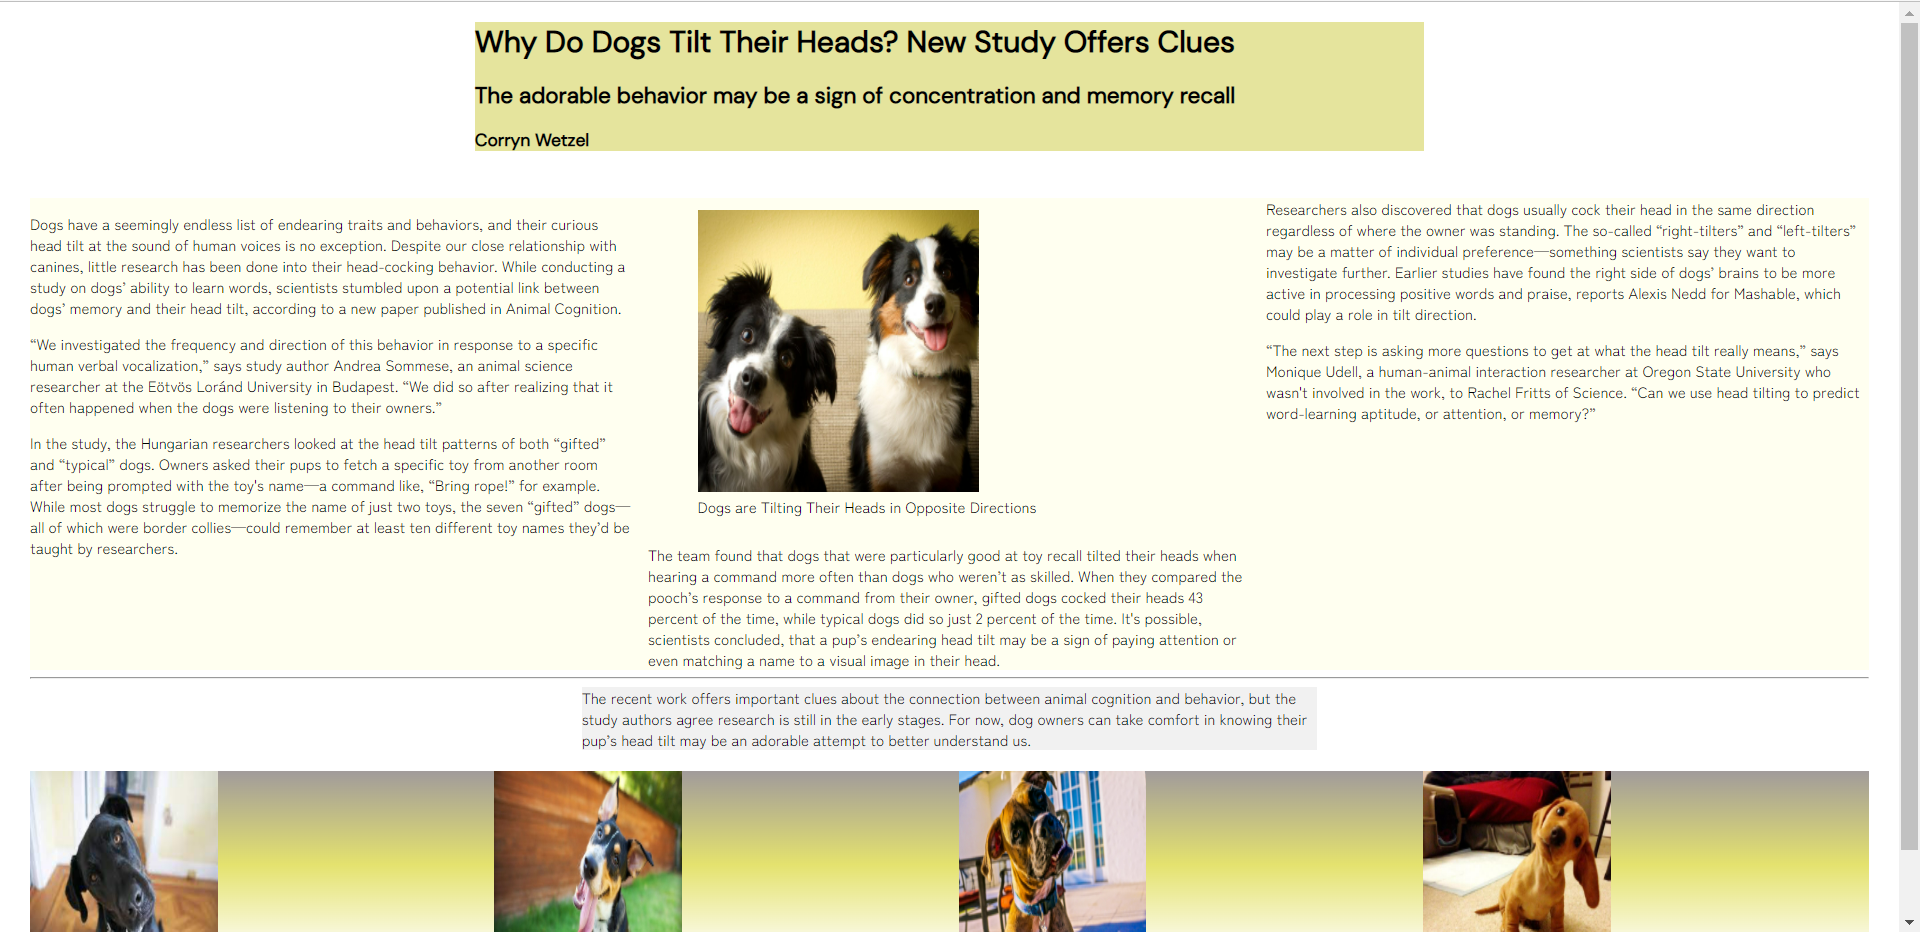 Why Do Dogs Tilt Their Heads? New Study Offers Clues
The adorable behavior may be a sign of concentration and memory recall
Corryn Wetzel
Dogs have a seemingly endless list of endearing traits and behaviors, and their curious
head tilt at the sound of human voices is no exception. Despite our close relationship with
canines, little research has been done into their head-cocking behavior. While conducting a
study on dogs’ ability to learn words, scientists stumbled upon a potential link between
dogs’ memory and their head tilt, according to a new paper published in Animal Cognition.
“We investigated the frequency and direction of this behavior in response to a specific
human verbal vocalization,” says study author Andrea Sommese, an animal science
researcher at the Eötvös Loránd University in Budapest. “We did so after realizing that it
often happened when the dogs were listening to their owners.”
In the study, the Hungarian researchers looked at the head tilt patterns of both “gifted”
and “typical” dogs. Owners asked their pups to fetch a specific toy from another room
after being prompted with the toy's name—a command like, “Bring rope!” for example.
While most dogs struggle to memorize the name of just two toys, the seven “gifted” dogs—
all of which were border collies—could remember at least ten different toy names they’d be
taught by researchers.
Dogs are Tilting Their Heads in Opposite Directions
The team found that dogs that were particularly good at toy recall tilted their heads when
hearing a command more often than dogs who weren’t as skilled. When they compared the
pooch’s response to a command from their owner, gifted dogs cocked their heads 43
percent of the time, while typical dogs did so just 2 percent of the time. It's possible,
scientists concluded, that a pup’s endearing head tilt may be a sign of paying attention or
even matching a name to a visual image in their head.
Researchers also discovered that dogs usually cock their head in the same direction
regardless of where the owner was standing. The so-called “right-tilters” and “left-tilters”
may be a matter of individual preference—something scientists say they want to
investigate further. Earlier studies have found the right side of dogs’ brains to be more
active in processing positive words and praise, reports Alexis Nedd for Mashable, which
could play a role in tilt direction.
“The next step is asking more questions to get at what the head tilt really means,” says
Monique Udell, a human-animal interaction researcher at Oregon State University who
wasn't involved in the work, to Rachel Fritts of Science. “Can we use head tilting to predict
word-learning aptitude, or attention, or memory?”
The recent work offers important clues about the connection between animal cognition and behavior, but the
study authors agree research is still in the early stages. For now, dog owners can take comfort in knowing their
pup’s head tilt may be an adorable attempt to better understand us.